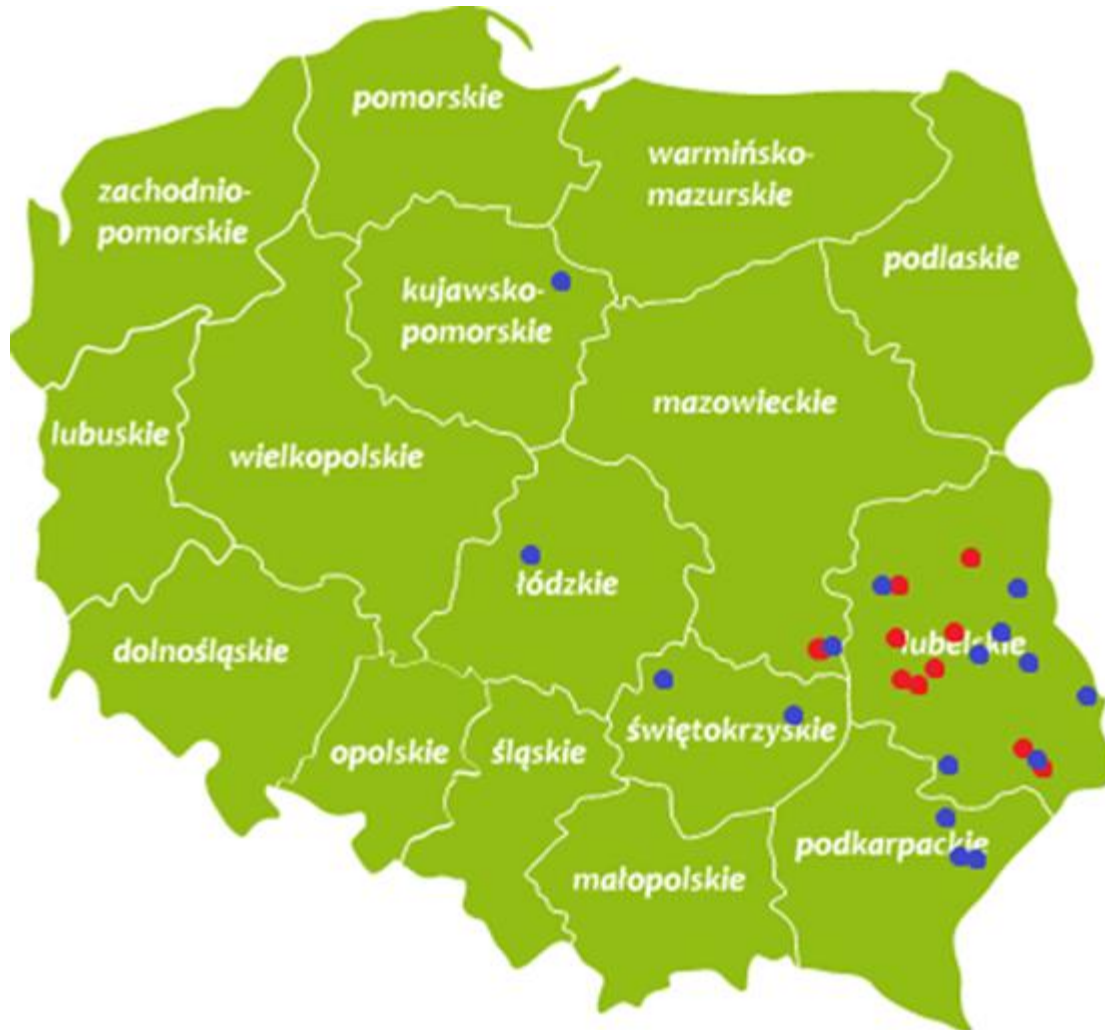 pomorskie
warmińsko-
mazurskie
zachodnio-
pomorskie
podlaskie
kujawsko-
pomorskie
mazowieckie
lubuskie
wielkopolskie
łódzkie
lubelskie
dolnośląskie
opolskie
śląskie
świętokrzyskie
podkarpackie
małopolskie